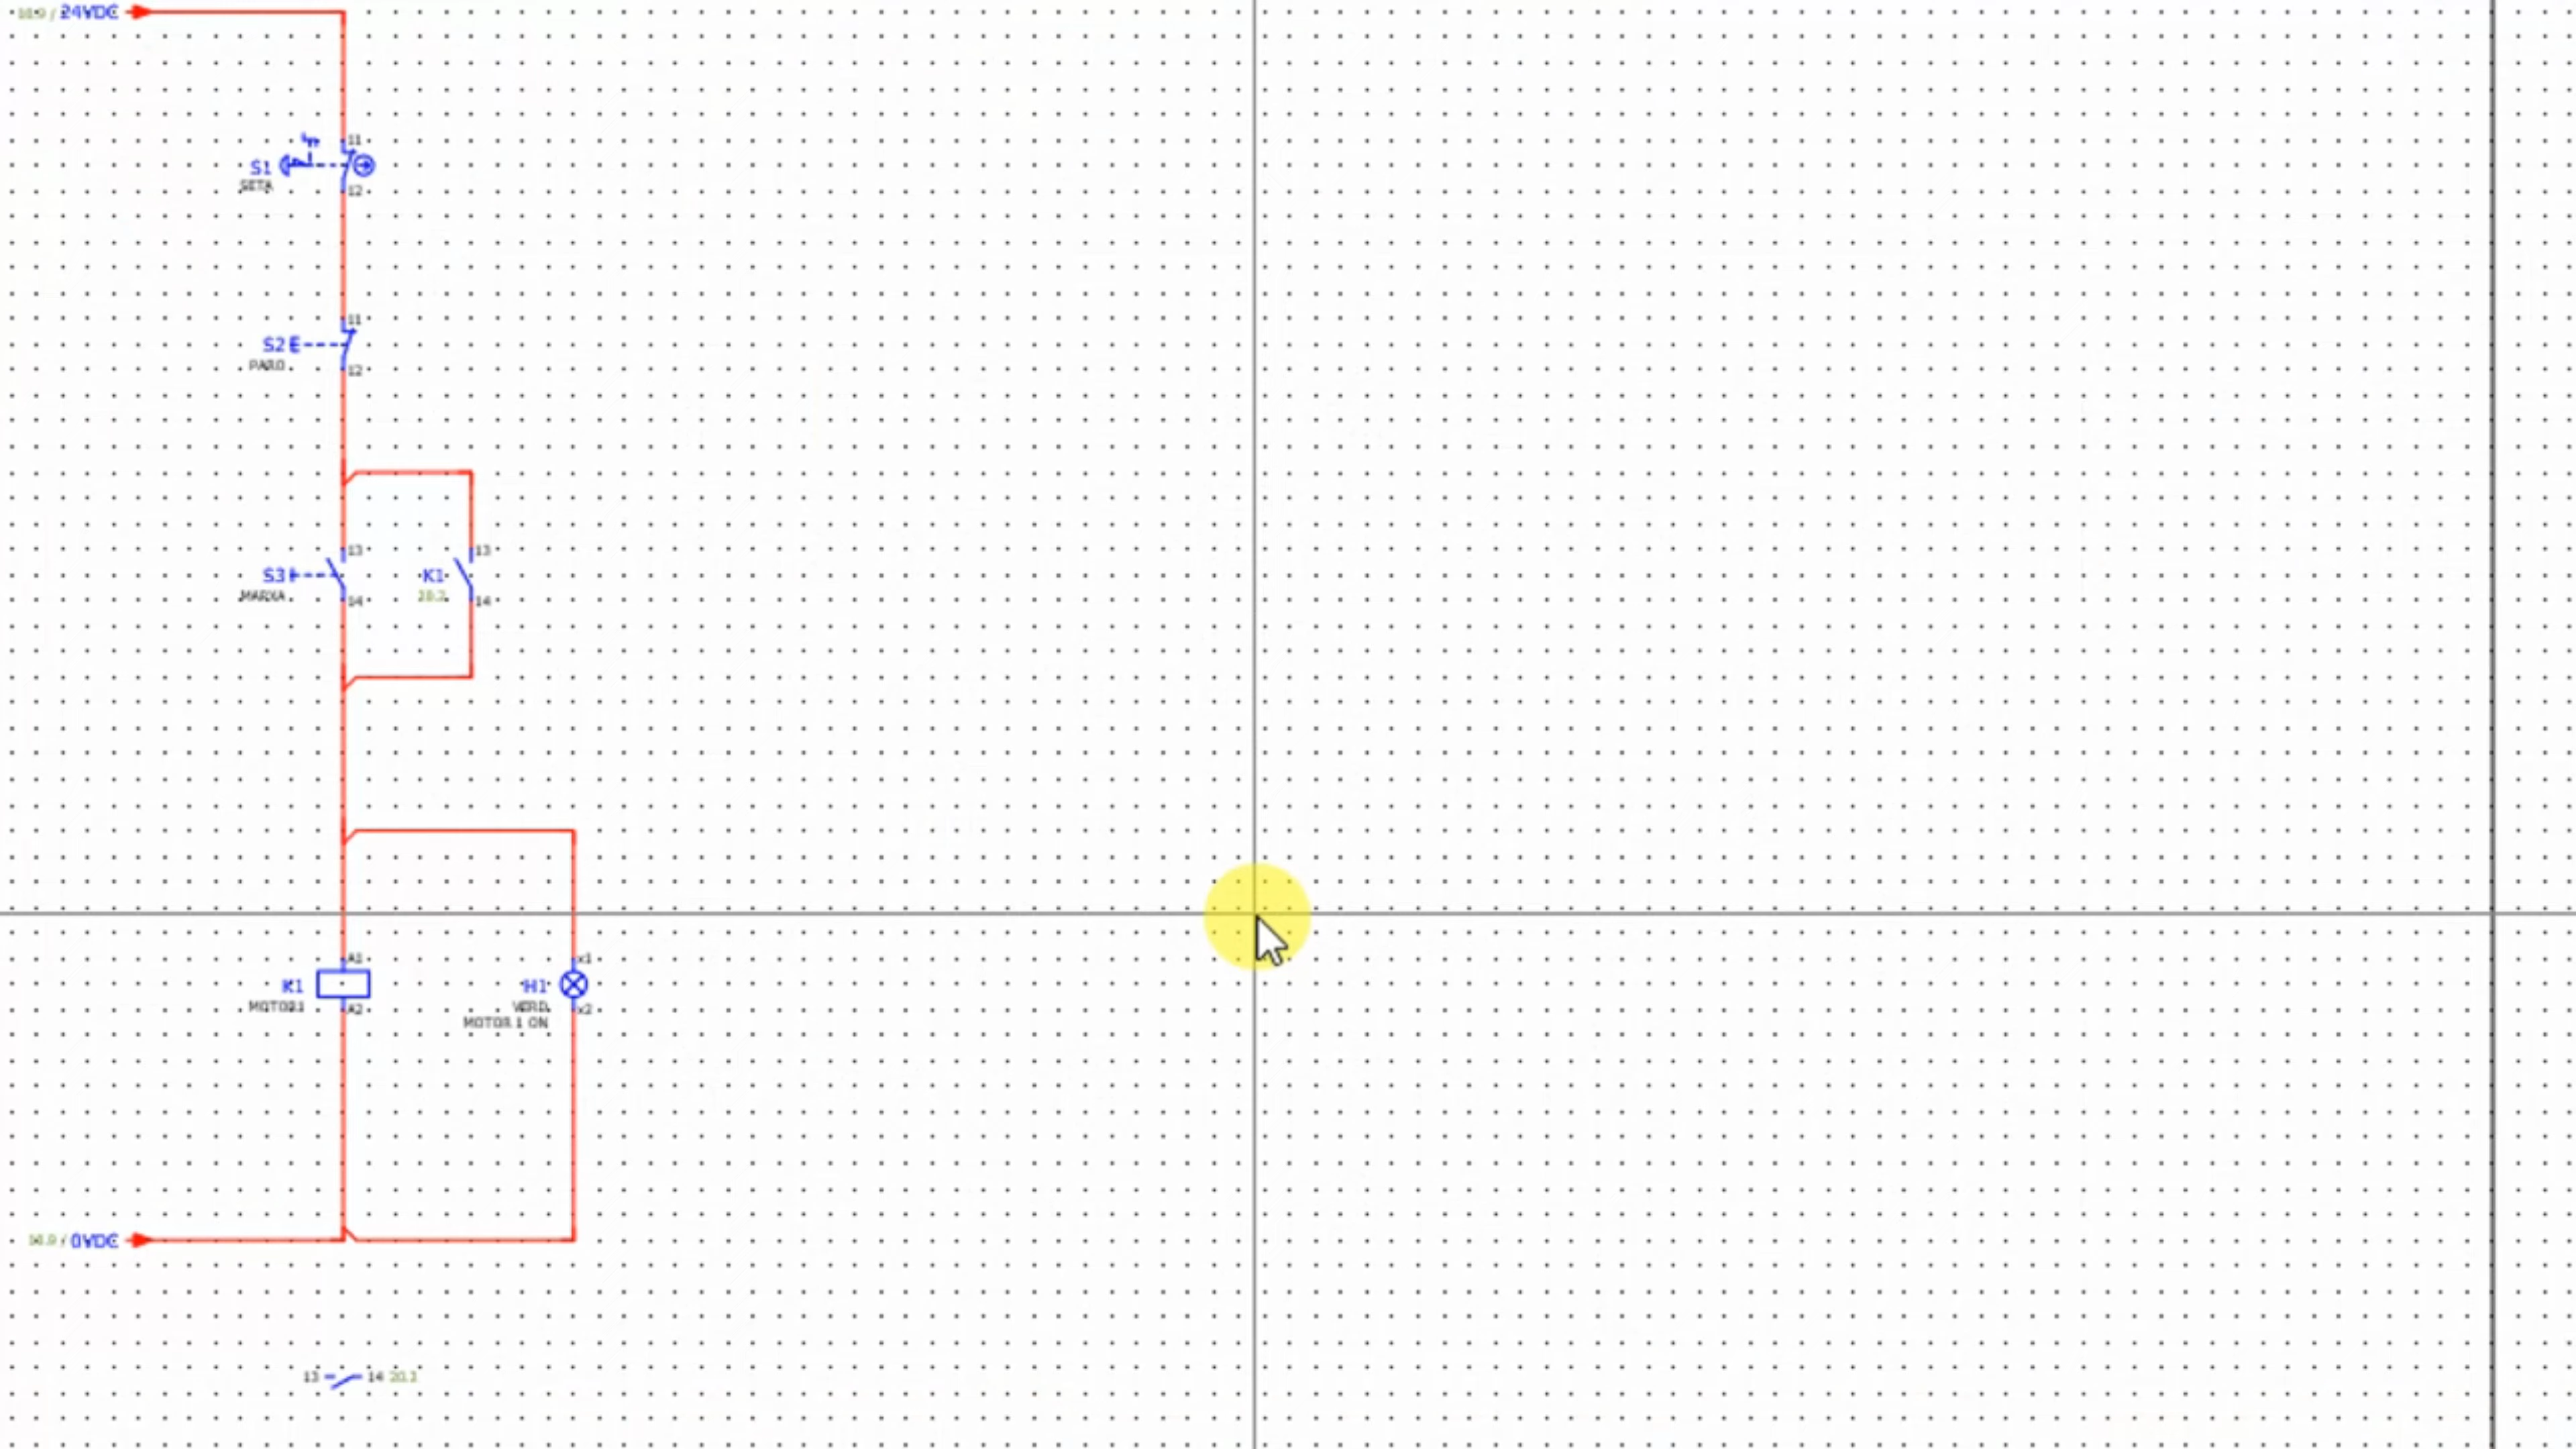 24VDC
11
S1
SETA
12
11
S2
PARO
12
13
S3
MARXA
14
13
K1
14
A1
K1
MOTOR1
A2
x1
H1
VERD
MOTOR 1 ON
x2
0VDC
13
14